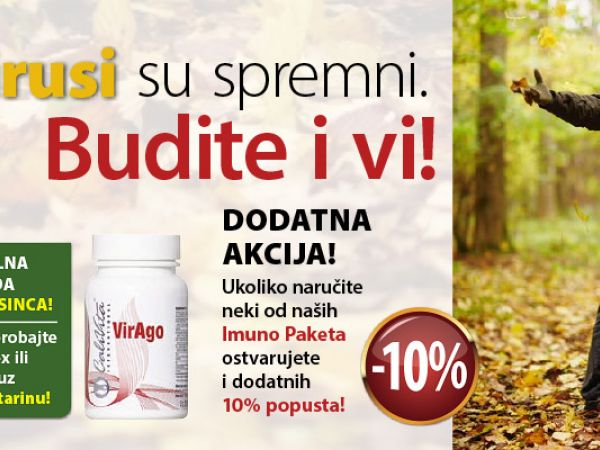 rusi su spremni.
Budite i vi!
DODATNA
AKCIJA!
Ukoliko naručite
neki od naših
Imuno Paketa
ostvarujete
i dodatnih
10% popusta!
-10%
LNA
DA
SINCA!
robajte
x ili
uz
tarinu!
CaliVita
INTERNATIONAL
VirAgo